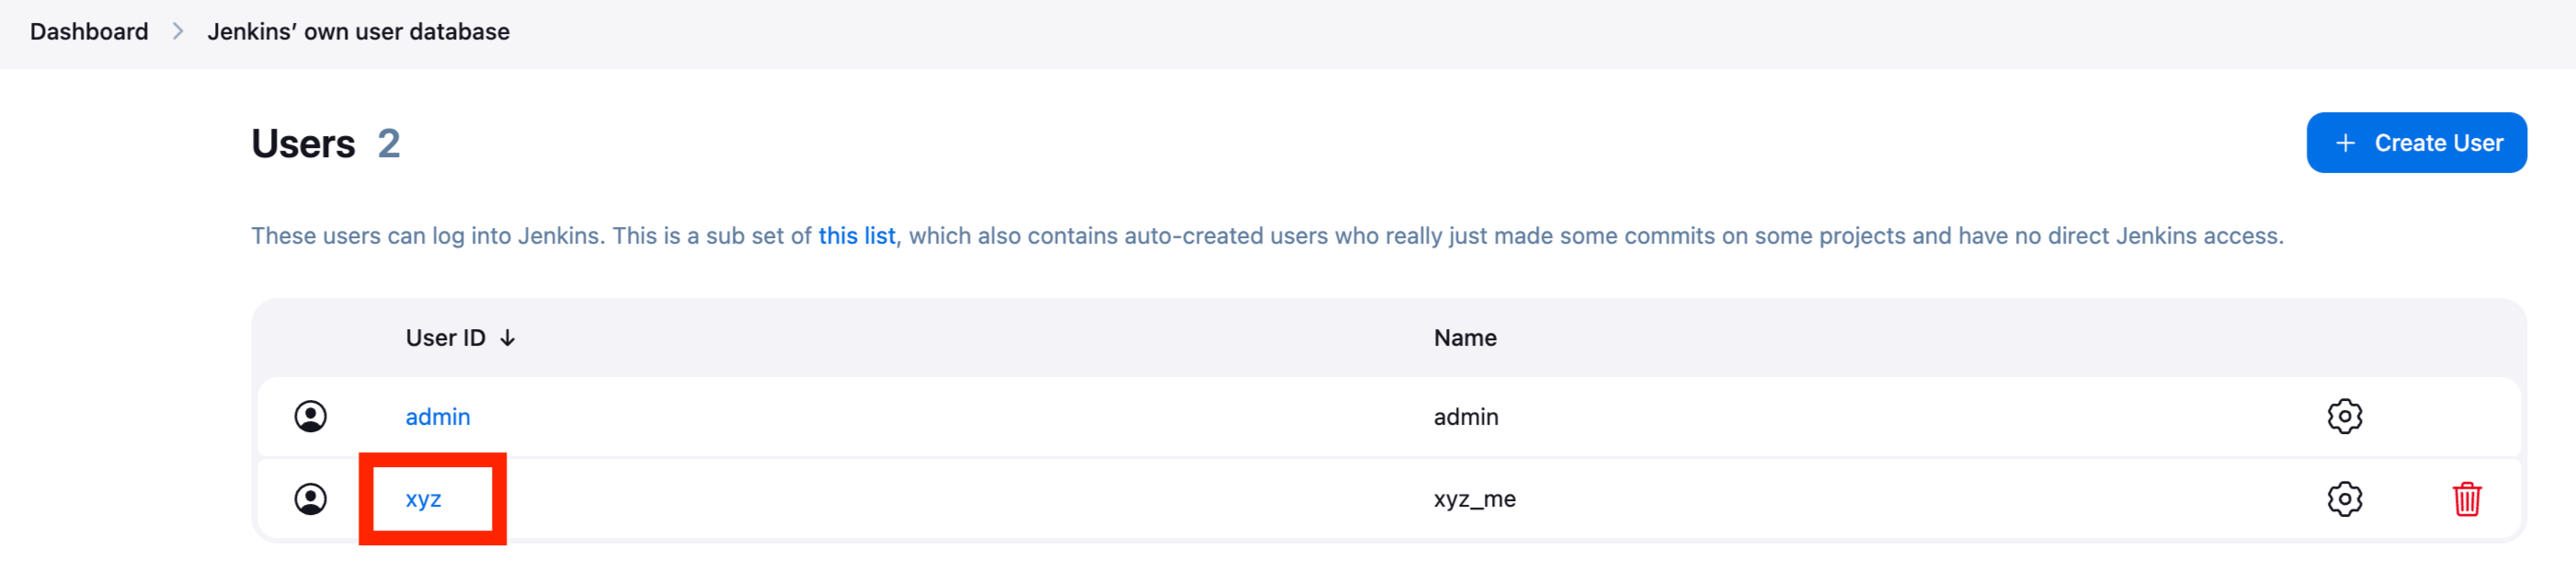 Dashboard > Jenkins’ own user database
Users 2
+ Create User
These users can log into Jenkins. This is a sub set of this list, which also contains auto-created users who really just made some commits on some projects and have no direct Jenkins access.
User ID ↓ Name
admin admin
xyz xyz_me